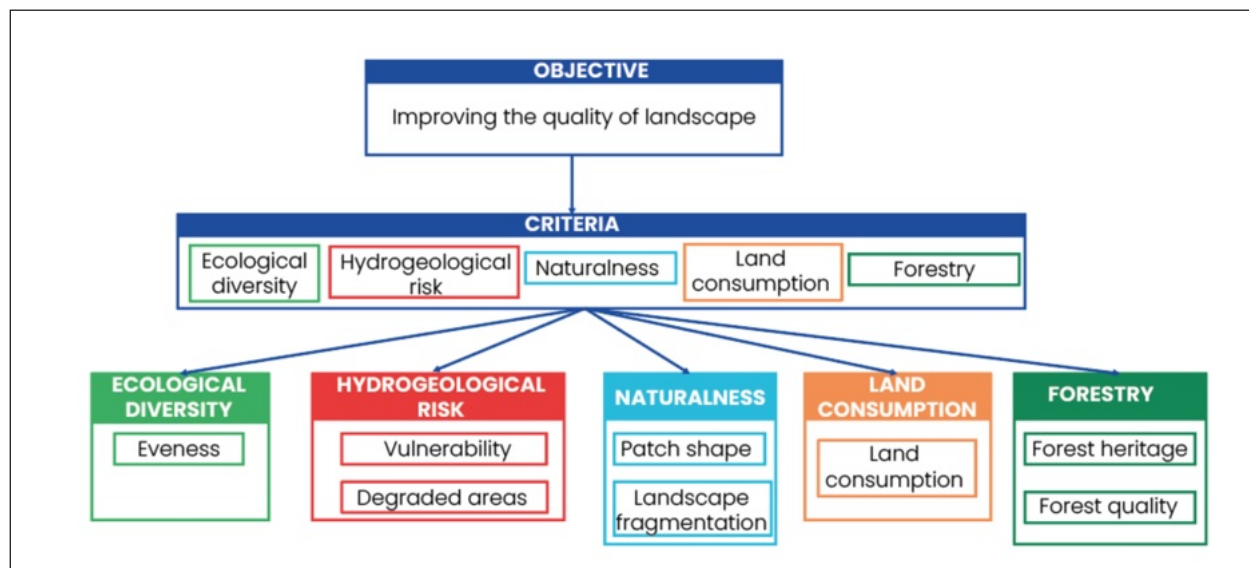 OBJECTIVE
Improving the quality of landscape
CRITERIA
Ecological
diversity
Hydrogeological
risk
Naturalness
Land
consumption
Forestry
ECOLOGICAL
DIVERSITY
Eveness
HYDROGEOLOGICAL
RISK
Vulnerability
Degraded areas
NATURALNESS
Patch shape
Landscape
fragmentation
LAND
CONSUMPTION
Land
consumption
FORESTRY
Forest heritage
Forest quality